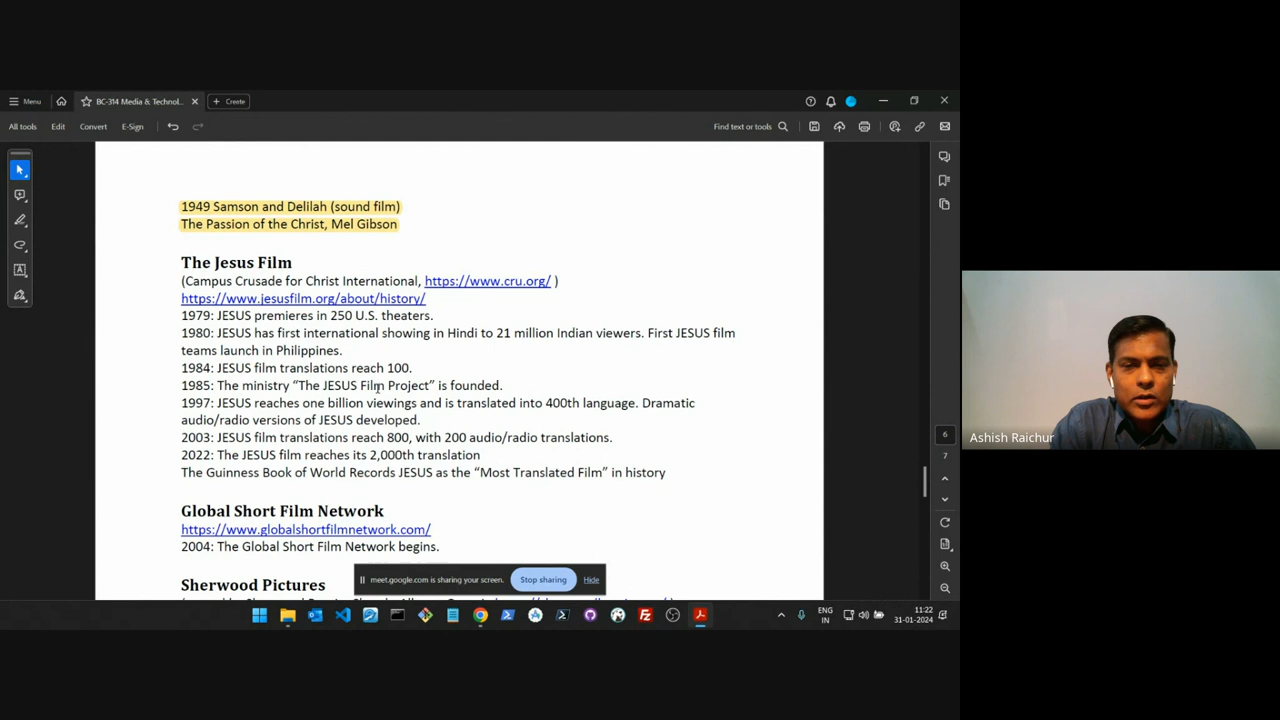 Menu
BC-314 Media & Technol...
Create
All tools
Edit
Convert
E-Sign
Find text or tools
1949 Samson and Delilah (sound film)
The Passion of the Christ, Mel Gibson
The Jesus Film
(Campus Crusade for Christ International, https://www.cru.org/ )
https://www.jesusfilm.org/about/history/
1979: JESUS premieres in 250 U.S. theaters.
1980: JESUS has first international showing in Hindi to 21 million Indian viewers. First JESUS film
teams launch in Philippines.
1984: JESUS film translations reach 100.
1985: The ministry “The JESUS Film Project” is founded.
1997: JESUS reaches one billion viewings and is translated into 400th language. Dramatic
audio/radio versions of JESUS developed.
2003: JESUS film translations reach 800, with 200 audio/radio translations.
2022: The JESUS film reaches its 2,000th translation
The Guinness Book of World Records JESUS as the “Most Translated Film” in history
Global Short Film Network
https://www.globalshortfilmnetwork.com/
2004: The Global Short Film Network begins.
Sherwood Pictures
meet.google.com is sharing your screen.
Stop sharing
Hide
6
7
Ashish Raichur
ENG
IN
11:22
31-01-2024